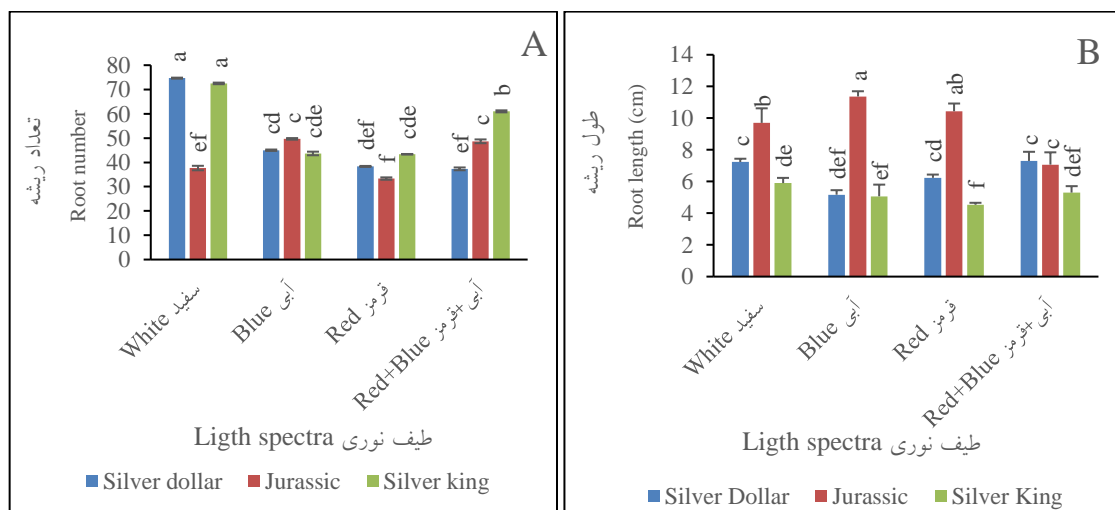 A
تعداد ریشه
Root number
80
70
60
50
40
30
20
10
0
a
ef
a
cd
c
cde
def
f
cde
ef
c
b
White سفید
Blue آبی
Red قرمز
Red+Blue آبی+قرمز
Ligth spectra طیف نوری
Silver dollar
Jurassic
Silver king
B
طول ریشه
Root length (cm)
14
12
10
8
6
4
2
0
c
b
de
def
a
ef
cd
ab
f
c
c
def
White سفید
Blue آبی
Red قرمز
Red+Blue آبی+قرمز
Ligth spectra طیف نوری
Silver Dollar
Jurassic
Silver King